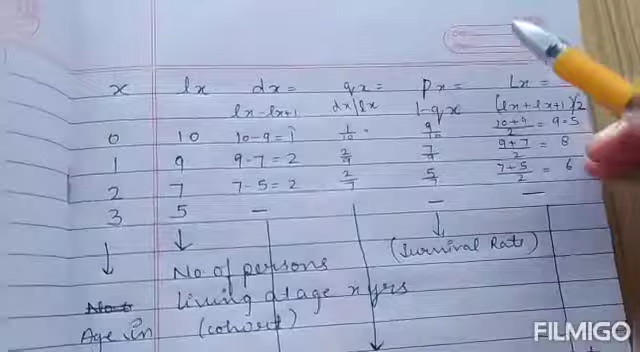 x lx dx = qx = px = Lx =
lx-lx+1 dx/lx 1-qx (lx+lx+1)/2
0 10 10-9=1 1/10 9/10 (10+9)/2 = 9.5
1 9 9-7=2 2/9 7/9 (9+7)/2 = 8
2 7 7-5=2 2/7 5/7 (7+5)/2 = 6
3 5 - - -
(Survival Rate)
No. of persons
living at age x yrs
Age in (cohort)
FILMIGO